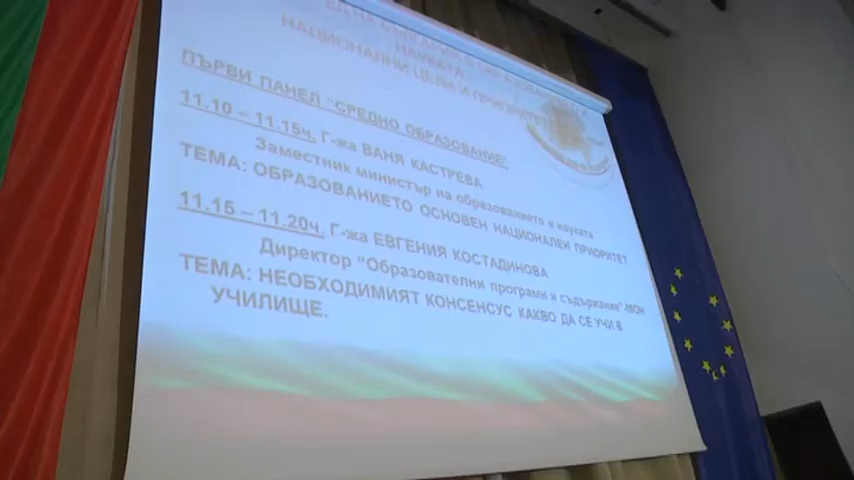 НАУКАТА-
НАЦИОНАЛНИ ЦЕЛИ И ПРИОРИТЕТИ
ПЪРВИ ПАНЕЛ "СРЕДНО ОБРАЗОВАНИЕ"
11.10 – 11.15ч. Г-жа ВАНЯ КАСТРЕВА
Заместник министър на образованието и науката
ТЕМА: ОБРАЗОВАНИЕТО ОСНОВЕН НАЦИОНАЛЕН ПРИОРИТЕТ
11.15 – 11.20ч. Г-жа ЕВГЕНИЯ КОСТАДИНОВА
Директор "Образователни програми и съдържание"-МОН
ТЕМА: НЕОБХОДИМИЯТ КОНСЕНСУС КАКВО ДА СЕ УЧИ В
УЧИЛИЩЕ.